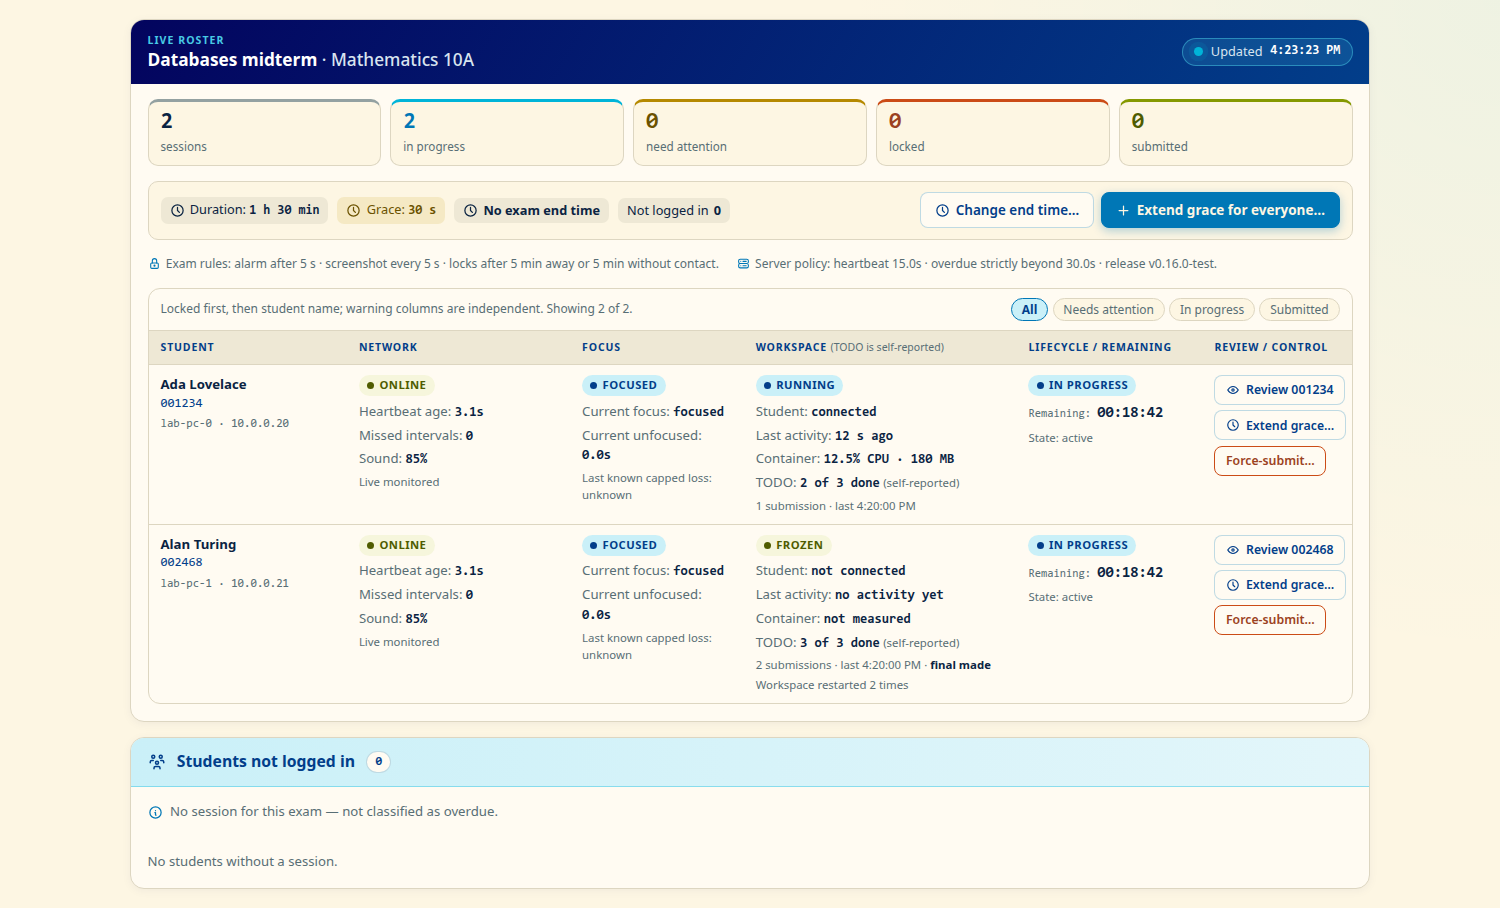 LIVE ROSTER
Databases midterm · Mathematics 10A
Updated 4:23:23 PM
2
sessions
2
in progress
0
need attention
0
locked
0
submitted
Duration: 1 h 30 min
Grace: 30 s
No exam end time
Not logged in 0
Change end time...
Extend grace for everyone...
Exam rules: alarm after 5 s · screenshot every 5 s · locks after 5 min away or 5 min without contact.
Server policy: heartbeat 15.0s · overdue strictly beyond 30.0s · release v0.16.0-test.
Locked first, then student name; warning columns are independent. Showing 2 of 2.
All
Needs attention
In progress
Submitted
STUDENT
NETWORK
FOCUS
WORKSPACE (TODO is self-reported)
LIFECYCLE / REMAINING
REVIEW / CONTROL
Ada Lovelace
001234
lab-pc-0 · 10.0.0.20
ONLINE
Heartbeat age: 3.1s
Missed intervals: 0
Sound: 85%
Live monitored
FOCUSED
Current focus: focused
Current unfocused:
0.0s
Last known capped loss:
unknown
RUNNING
Student: connected
Last activity: 12 s ago
Container: 12.5% CPU · 180 MB
TODO: 2 of 3 done (self-reported)
1 submission · last 4:20:00 PM
IN PROGRESS
Remaining: 00:18:42
State: active
Review 001234
Extend grace...
Force-submit...
Alan Turing
002468
lab-pc-1 · 10.0.0.21
ONLINE
Heartbeat age: 3.1s
Missed intervals: 0
Sound: 85%
Live monitored
FOCUSED
Current focus: focused
Current unfocused:
0.0s
Last known capped loss:
unknown
FROZEN
Student: not connected
Last activity: no activity yet
Container: not measured
TODO: 3 of 3 done (self-reported)
2 submissions · last 4:20:00 PM · final made
Workspace restarted 2 times
IN PROGRESS
Remaining: 00:18:42
State: active
Review 002468
Extend grace...
Force-submit...
Students not logged in 0
No session for this exam — not classified as overdue.
No students without a session.